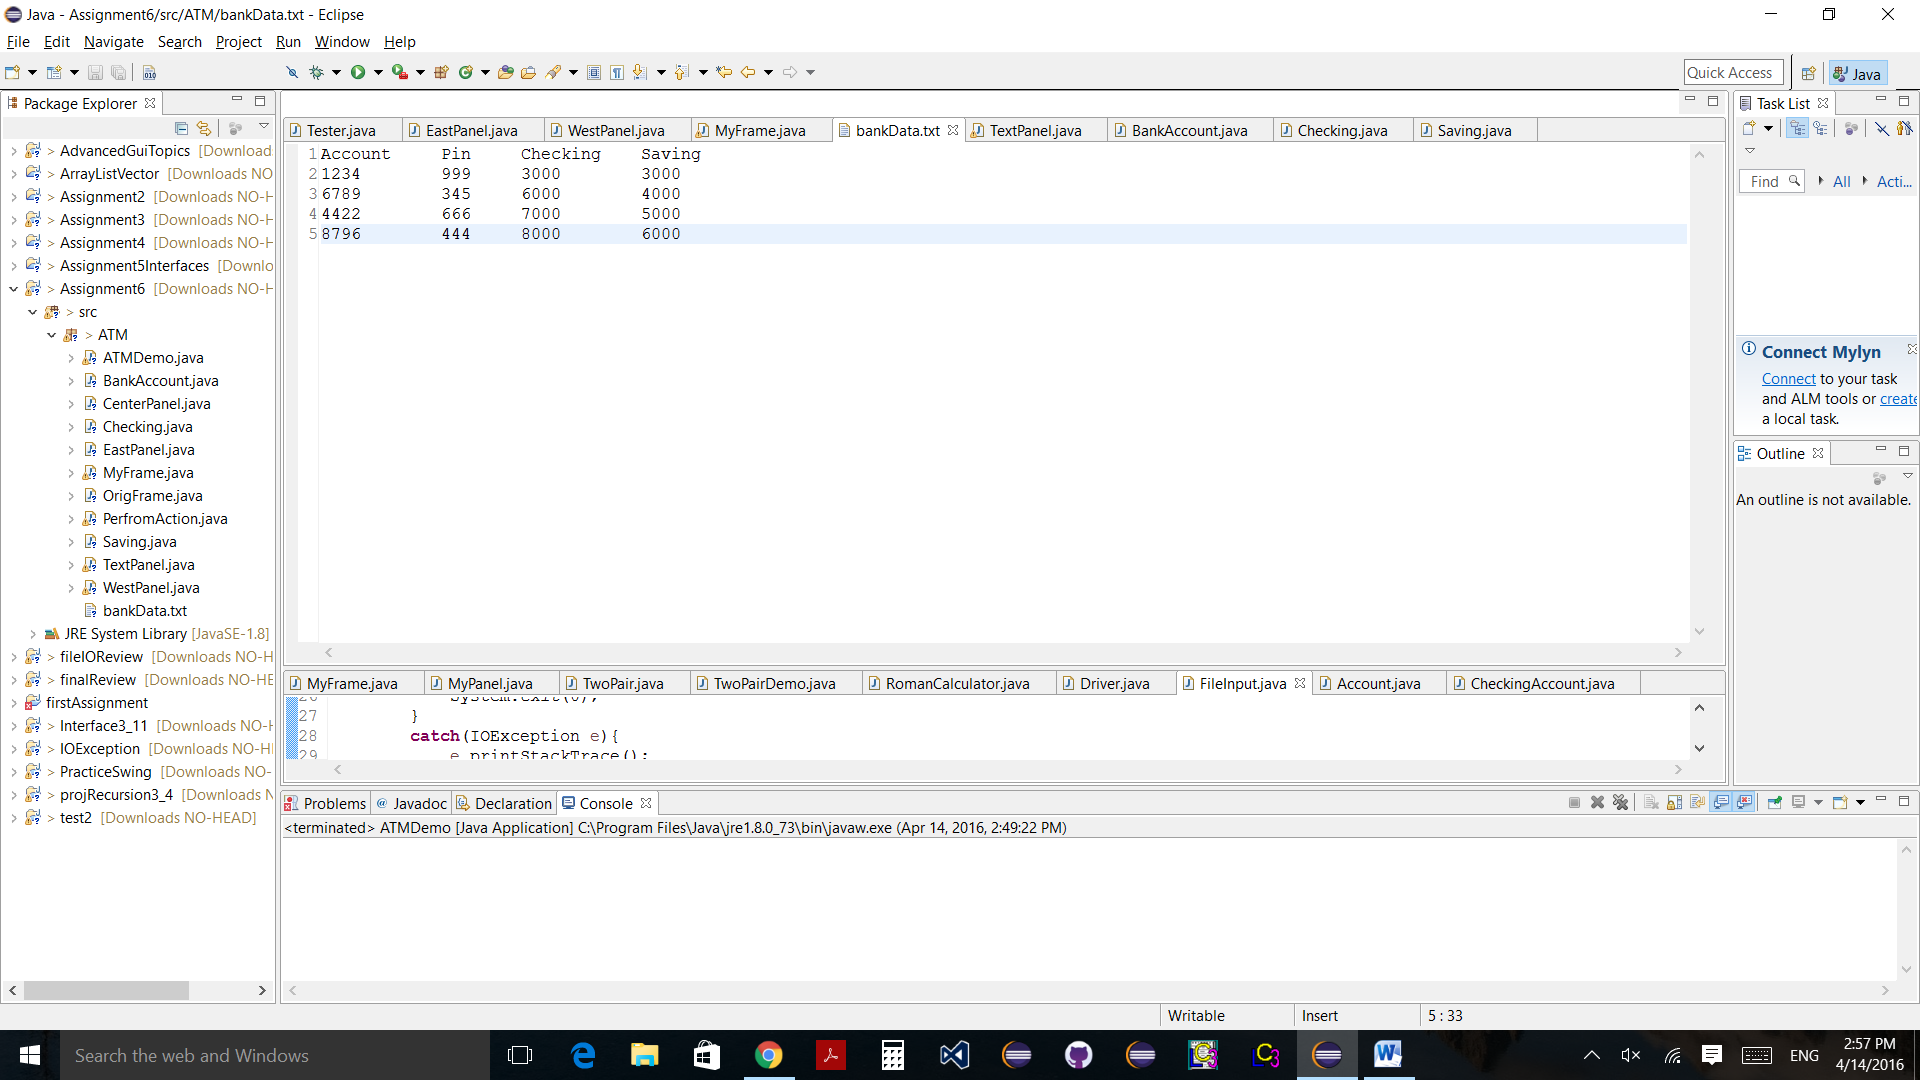 Java - Assignment6/src/ATM/bankData.txt - Eclipse
File Edit Navigate Search Project Run Window Help
Quick Access
Java
Package Explorer
> AdvancedGuiTopics [Download
> ArrayListVector [Downloads NO
> Assignment2 [Downloads NO-H
> Assignment3 [Downloads NO-H
> Assignment4 [Downloads NO-H
> Assignment5Interfaces [Downlo
> Assignment6 [Downloads NO-H
> src
> ATM
ATMDemo.java
BankAccount.java
CenterPanel.java
Checking.java
EastPanel.java
MyFrame.java
OrigFrame.java
PerfromAction.java
Saving.java
TextPanel.java
WestPanel.java
bankData.txt
JRE System Library [JavaSE-1.8]
> fileIOReview [Downloads NO-H
> finalReview [Downloads NO-HE
firstAssignment
> Interface3_11 [Downloads NO-H
> IOException [Downloads NO-H
> PracticeSwing [Downloads NO-
> projRecursion3_4 [Downloads N
> test2 [Downloads NO-HEAD]
Tester.java EastPanel.java WestPanel.java MyFrame.java bankData.txt TextPanel.java BankAccount.java Checking.java Saving.java
1 Account Pin Checking Saving
2 1234 999 3000 3000
3 6789 345 6000 4000
4 4422 666 7000 5000
5 8796 444 8000 6000
MyFrame.java MyPanel.java TwoPair.java TwoPairDemo.java RomanCalculator.java Driver.java FileInput.java Account.java CheckingAccount.java
26 System.exit(0);
27 }
28 catch(IOException e){
29 e.printStackTrace();
Problems @ Javadoc Declaration Console
<terminated> ATMDemo [Java Application] C:\Program Files\Java\jre1.8.0_73\bin\javaw.exe (Apr 14, 2016, 2:49:22 PM)
Task List
Find All Acti...
Connect Mylyn
Connect to your task
and ALM tools or create
a local task.
Outline
An outline is not available.
Writable Insert 5 : 33
Search the web and Windows
ENG
2:57 PM
4/14/2016